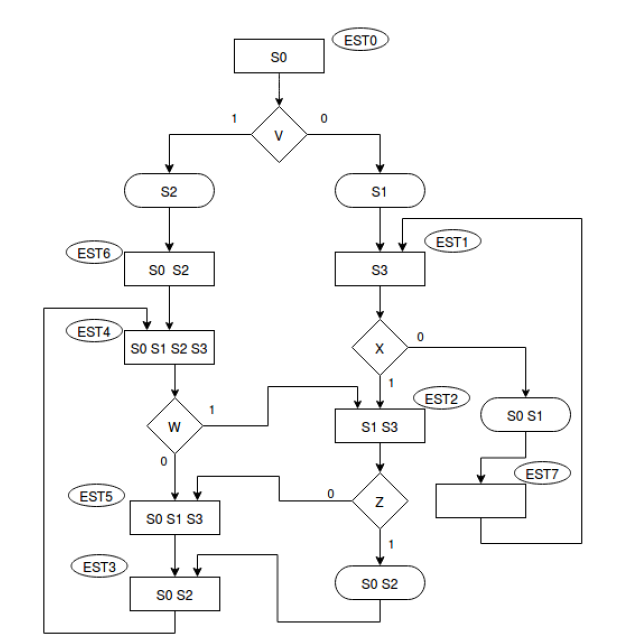 EST0
S0
1
V
0
S2
S1
EST6
EST1
S0 S2
S3
EST4
S0 S1 S2 S3
X
0
1
EST2
S0 S1
W
1
S1 S3
0
EST7
EST5
0
Z
S0 S1 S3
1
EST3
S0 S2
S0 S2